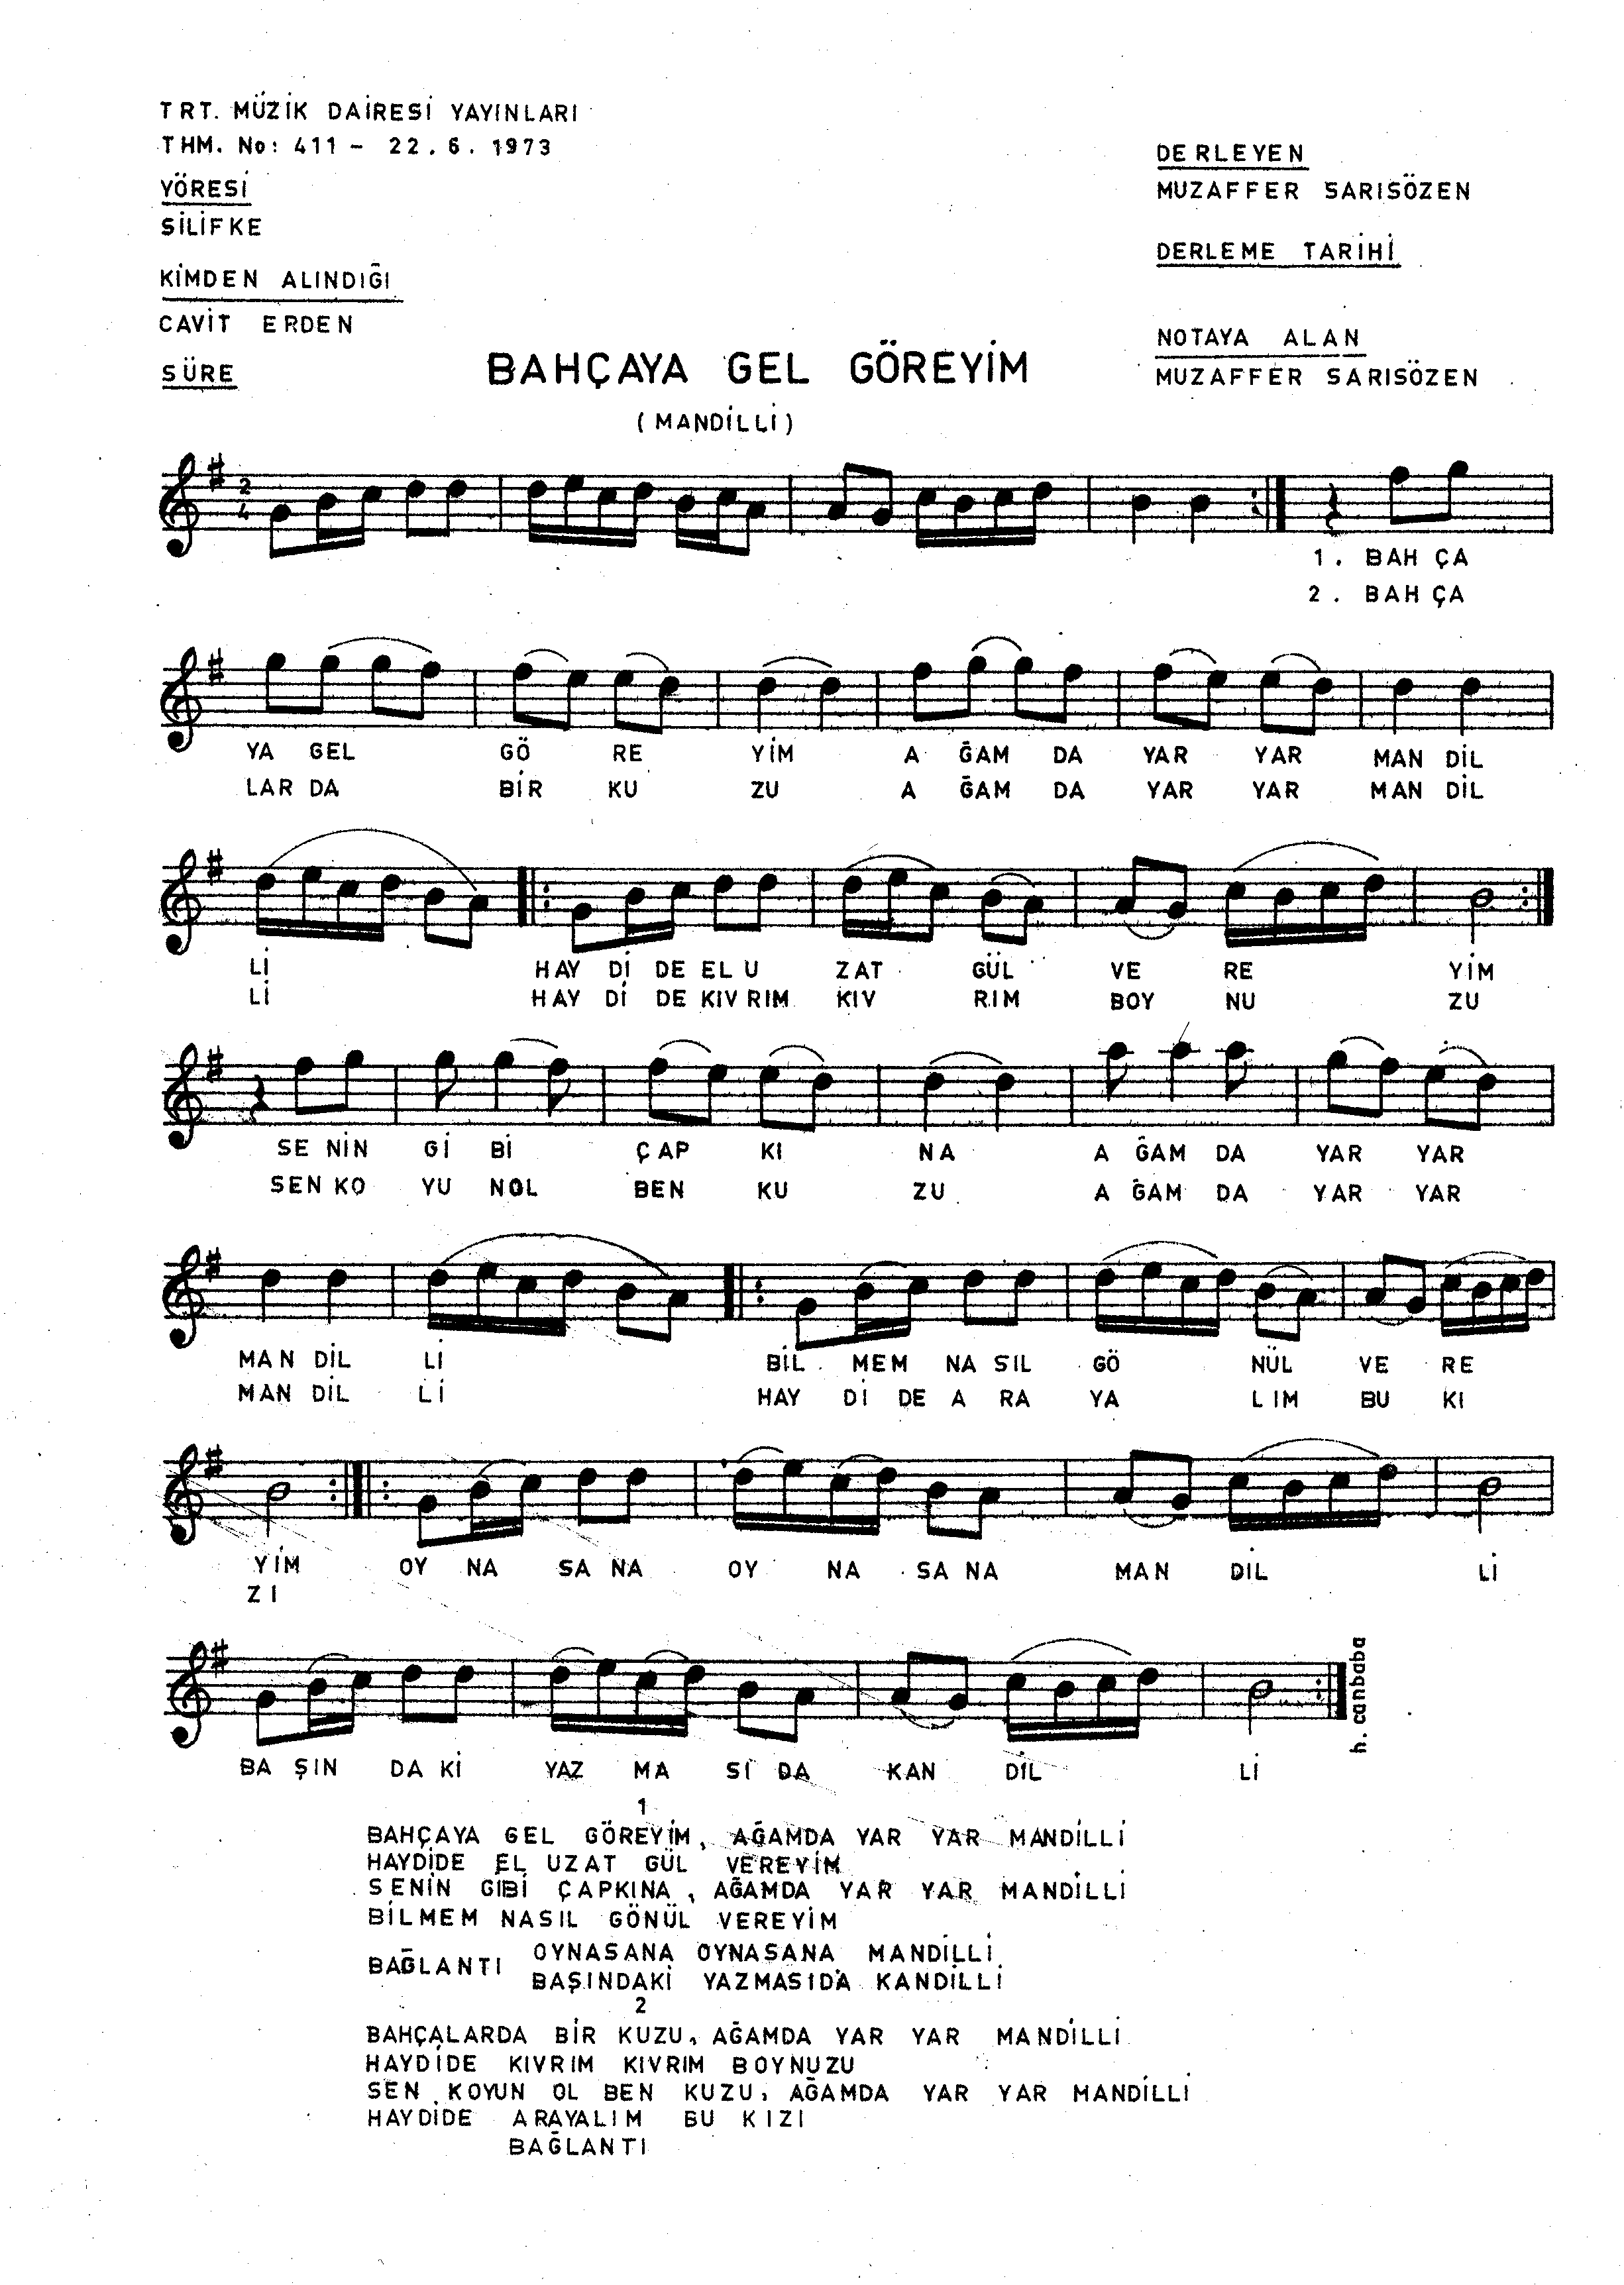 TRT. MÜZİK DAİRESİ YAYINLARI
THM. No: 411 – 22.6.1973
YÖRESİ
SİLİFKE
KİMDEN ALINDIĞI
CAVİT ERDEN
SÜRE
DERLEYEN
MUZAFFER SARISÖZEN
DERLEME TARİHİ
NOTAYA ALAN
MUZAFFER SARISÖZEN
BAHÇAYA GEL GÖREYİM
(MANDİLLİ)
2
4
1. BAH ÇA
2. BAH ÇA
YA GEL GÖ RE YİM A ĞAM DA YAR YAR MAN DİL
LAR DA BİR KU ZU A ĞAM DA YAR YAR MAN DİL
Lİ HAY Dİ DE EL U ZAT GÜL VE RE YİM
Lİ HAY Dİ DE KIV RIM KIV RIM BOY NU ZU
SE NİN Gİ Bİ ÇAP KI NA A ĞAM DA YAR YAR
SEN KO YU NOL BEN KU ZU A ĞAM DA YAR YAR
MAN DİL Lİ BİL MEM NA SIL GÖ NÜL VE RE
MAN DİL Lİ HAY Dİ DE A RA YA LIM BU KI
YİM OY NA SA NA OY NA SA NA MAN DİL Lİ
ZI
BA ŞIN DA Kİ YAZ MA SI DA KAN DİL Lİ
h. canbaba
1
BAHÇAYA GEL GÖREYİM, AĞAMDA YAR YAR MANDİLLİ
HAYDİDE EL UZAT GÜL VEREYİM
SENİN GİBİ ÇAPKINA, AĞAMDA YAR YAR MANDİLLİ
BİLMEM NASIL GÖNÜL VEREYİM
BAĞLANTI OYNASANA OYNASANA MANDİLLİ
BAŞINDAKİ YAZMASIDA KANDİLLİ
2
BAHÇALARDA BİR KUZU, AĞAMDA YAR YAR MANDİLLİ
HAYDİDE KIVRIM KIVRIM BOYNUZU
SEN KOYUN OL BEN KUZU, AĞAMDA YAR YAR MANDİLLİ
HAYDİDE ARAYALIM BU KIZI
BAĞLANTI